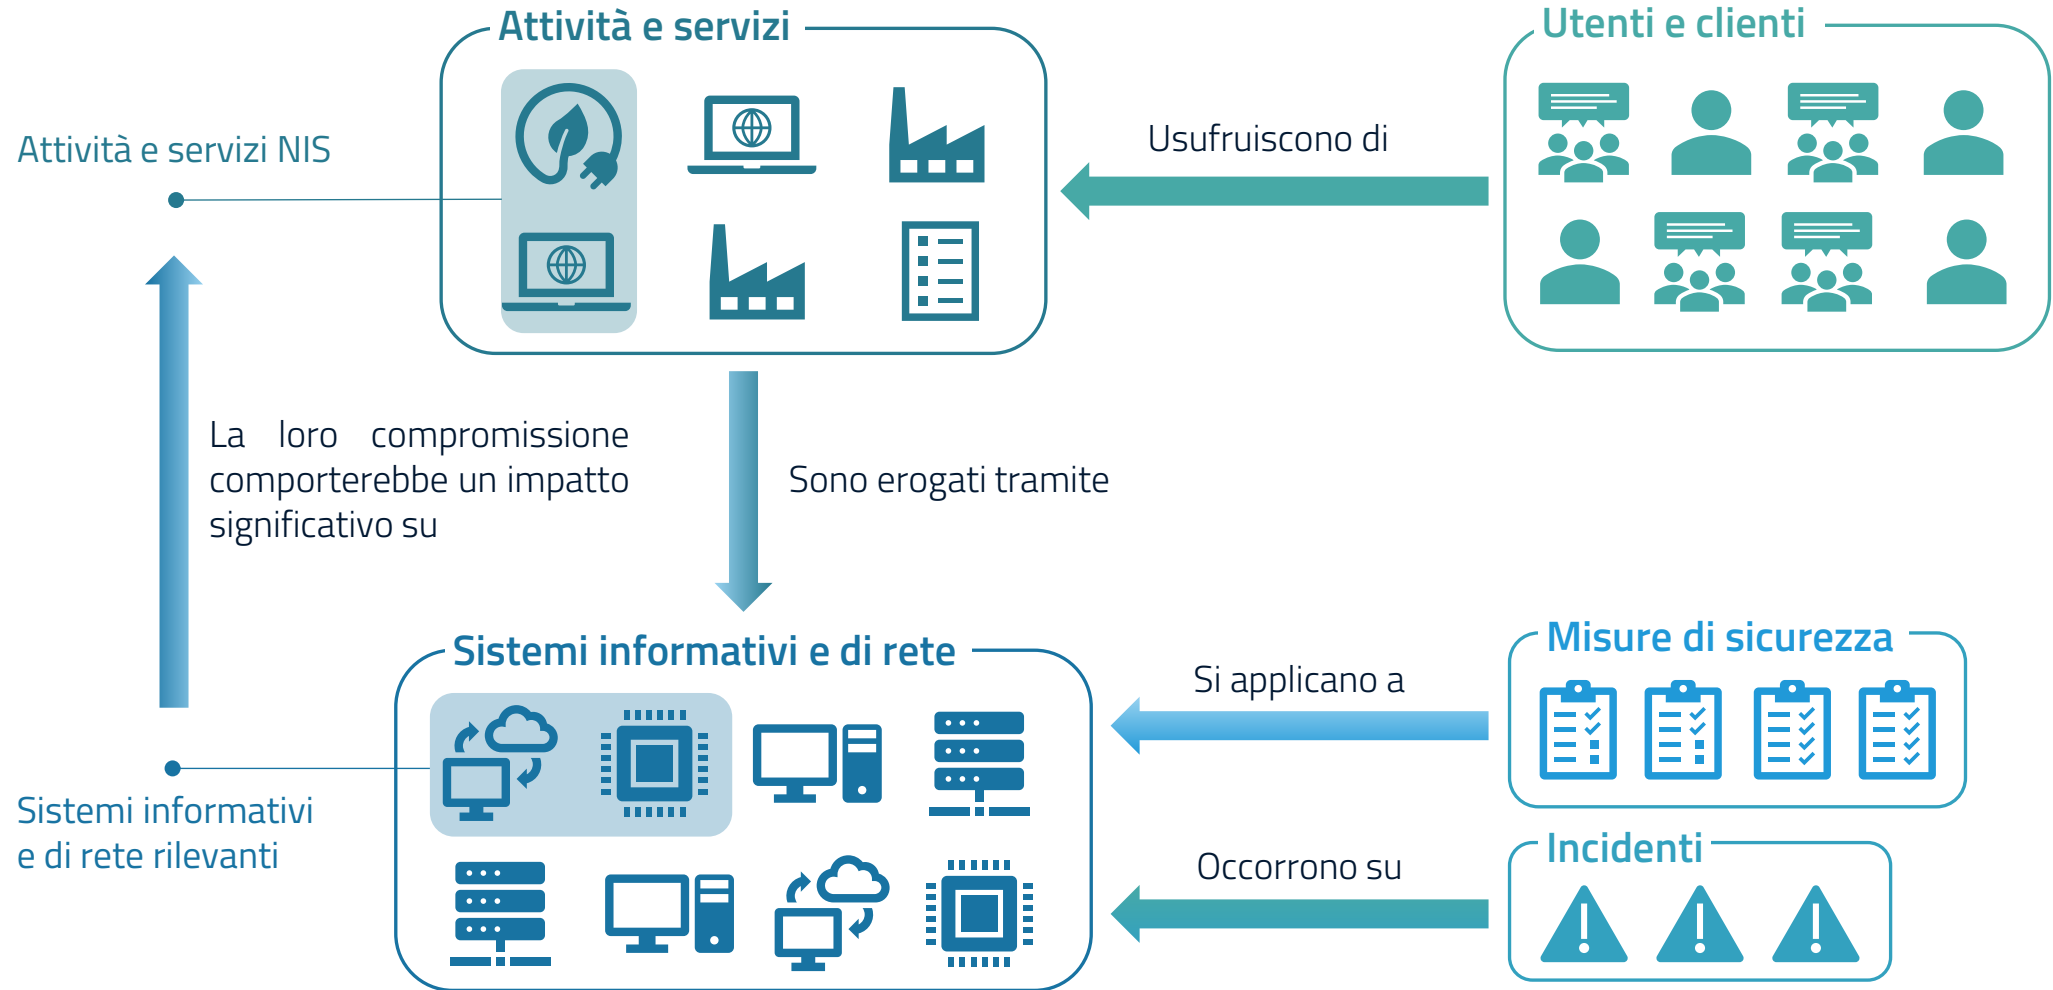 Attività e servizi
Utenti e clienti
Attività e servizi NIS
Usufruiscono di
La loro compromissione
comporterebbe un impatto
significativo su
Sono erogati tramite
Sistemi informativi e di rete
Misure di sicurezza
Si applicano a
Sistemi informativi
e di rete rilevanti
Incidenti
Occorrono su